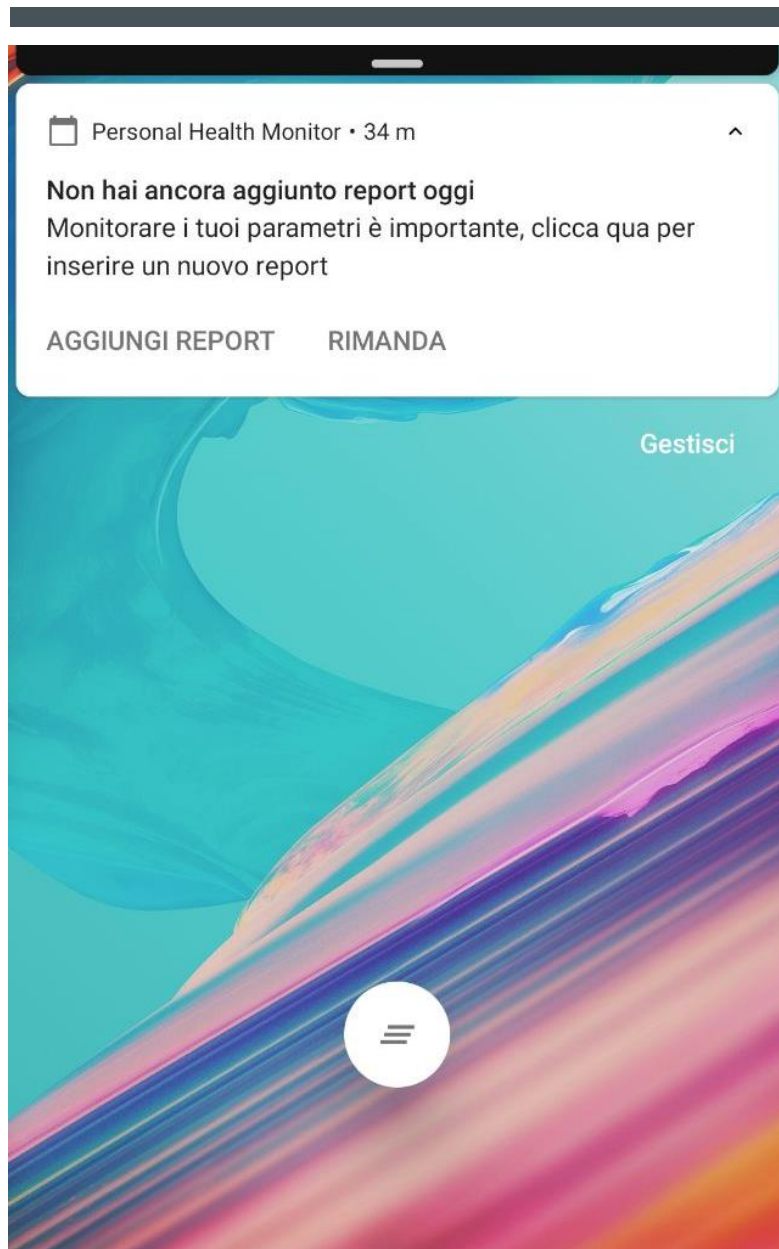 Personal Health Monitor • 34 m
Non hai ancora aggiunto report oggi
Monitorare i tuoi parametri è importante, clicca qua per
inserire un nuovo report
AGGIUNGI REPORT RIMANDA
Gestisci